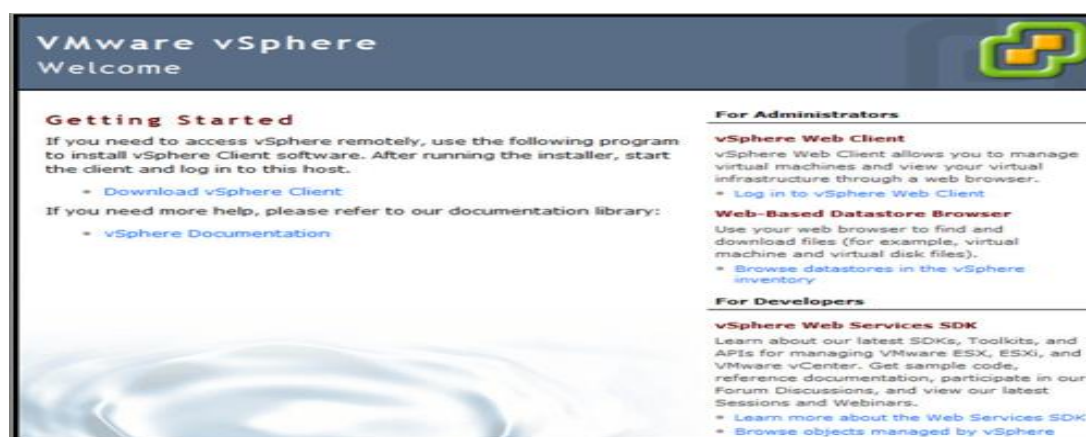 VMware vSphere
Welcome
Getting Started
If you need to access vSphere remotely, use the following program
to install vSphere Client software. After running the installer, start
the client and log in to this host.
• Download vSphere Client
If you need more help, please refer to our documentation library:
• vSphere Documentation
For Administrators
vSphere Web Client
vSphere Web Client allows you to manage
virtual machines and view your virtual
infrastructure through a web browser.
• Log in to vSphere Web Client
Web-Based Datastore Browser
Use your web browser to find and
download files (for example, virtual
machine and virtual disk files).
• Browse datastores in the vSphere
inventory
For Developers
vSphere Web Services SDK
Learn about our latest SDKs, Toolkits, and
APIs for managing VMware ESX, ESXi, and
VMware vCenter. Get sample code,
reference documentation, participate in our
Forum Discussions, and view our latest
Sessions and Webinars.
• Learn more about the Web Services SDK
• Browse objects managed by vSphere